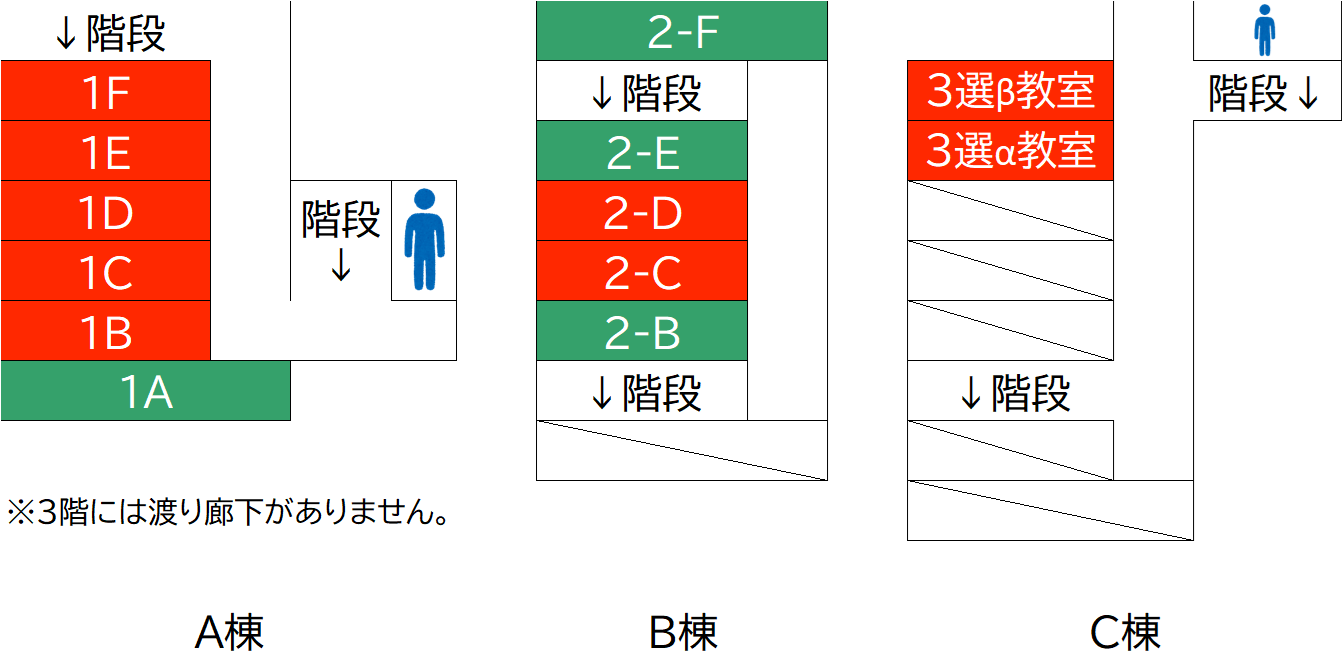 ↓階段
1F
1E
1D
1C
1B
1A
階段
↓
※3階には渡り廊下がありません。
A棟
2-F
↓階段
2-E
2-D
2-C
2-B
↓階段
B棟
3選β教室
3選α教室
↓階段
階段↓
C棟